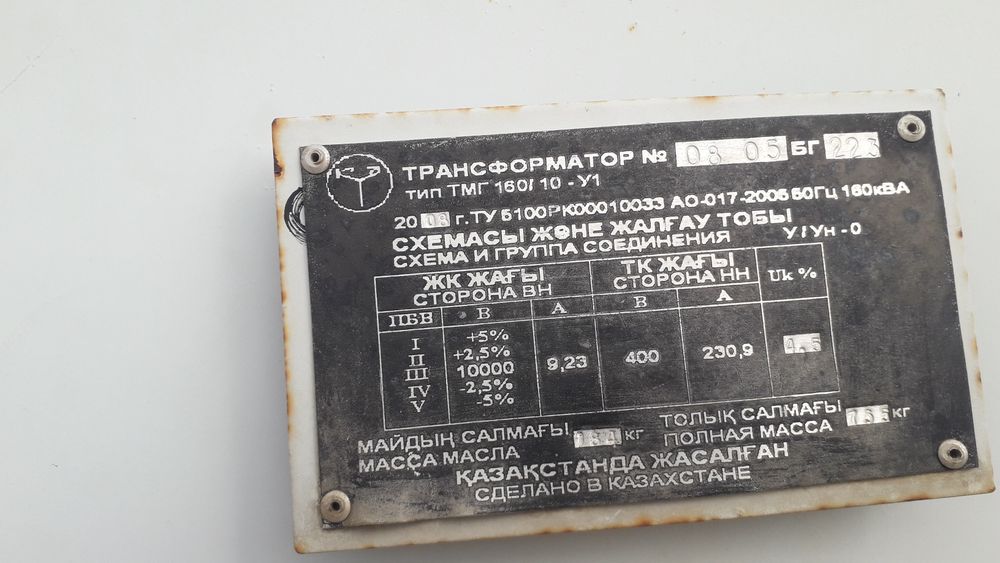 ТРАНСФОРМАТОР № 08 05 БГ 223
ТИП ТМГ 160/ 10 - У1
20 08 г. ТУ 5100РК00010033 АО-017-2005 50Гц 160кВА
СХЕМАСЫ ЖӘНЕ ЖАЛҒАУ ТОБЫ
СХЕМА И ГРУППА СОЕДИНЕНИЯ У/Ун - 0
ЖК ЖАҒЫ ТК ЖАҒЫ Uk %
СТОРОНА ВН СТОРОНА НН
ПБВ В А В А
I +5%
II +2,5%
III 10000 9,23 400 230,9 4.5
IV -2,5%
V -5%
МАЙДЫҢ САЛМАҒЫ 184 кг ТОЛЫҚ САЛМАҒЫ кг
МАССА МАСЛА ПОЛНАЯ МАССА
ҚАЗАҚСТАНДА ЖАСАЛҒАН
СДЕЛАНО В КАЗАХСТАНЕ